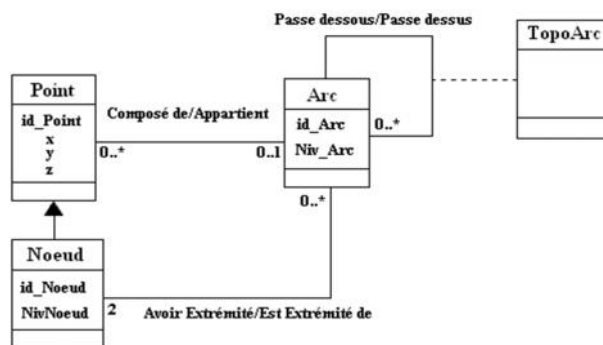 Passe dessous/Passe dessus
TopoArc
Point
id_Point
x
y
z
Composé de/Appartient
0..*
0..1
Arc
id_Arc
Niv_Arc
0..*
0..*
Noeud
id_Noeud
NivNoeud
2
Avoir Extrémité/Est Extrémité de